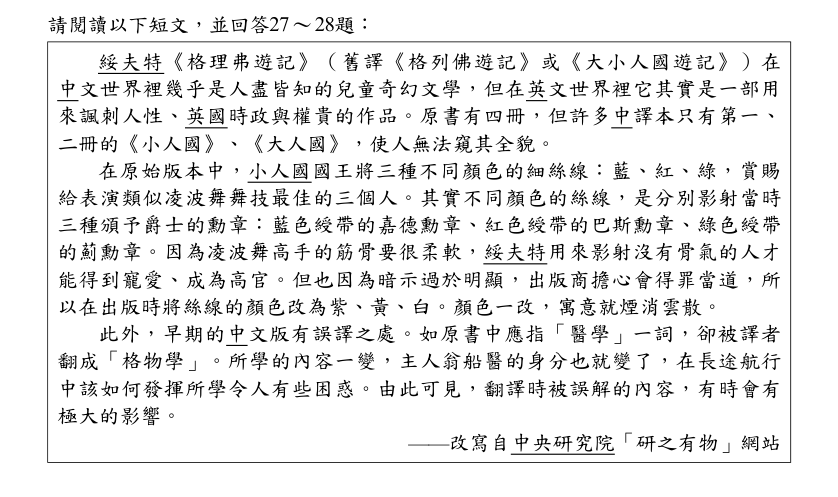 請閱讀以下短文，並回答27～28題：
綏夫特《格理弗遊記》（舊譯《格列佛遊記》或《大小人國遊記》）在
中文世界裡幾乎是人盡皆知的兒童奇幻文學，但在英文世界裡它其實是一部用
來諷刺人性、英國時政與權貴的作品。原書有四冊，但許多中譯本只有第一、
二冊的《小人國》、《大人國》，使人無法窺其全貌。
在原始版本中，小人國國王將三種不同顏色的細絲線：藍、紅、綠，賞賜
給表演類似凌波舞舞技最佳的三個人。其實不同顏色的絲線，是分別影射當時
三種頒予爵士的勳章：藍色綬帶的嘉德勳章、紅色綬帶的巴斯勳章、綠色綬帶
的薊勳章。因為凌波舞高手的筋骨要很柔軟，綏夫特用來影射沒有骨氣的人才
能得到寵愛、成為高官。但也因為暗示過於明顯，出版商擔心會得罪當道，所
以在出版時將絲線的顏色改為紫、黃、白。顏色一改，寓意就煙消雲散。
此外，早期的中文版有誤譯之處。如原書中應指「醫學」一詞，卻被譯者
翻成「格物學」。所學的內容一變，主人翁船醫的身分也就變了，在長途航行
中該如何發揮所學令人有些困惑。由此可見，翻譯時被誤解的內容，有時會有
極大的影響。
——改寫自中央研究院「研之有物」網站